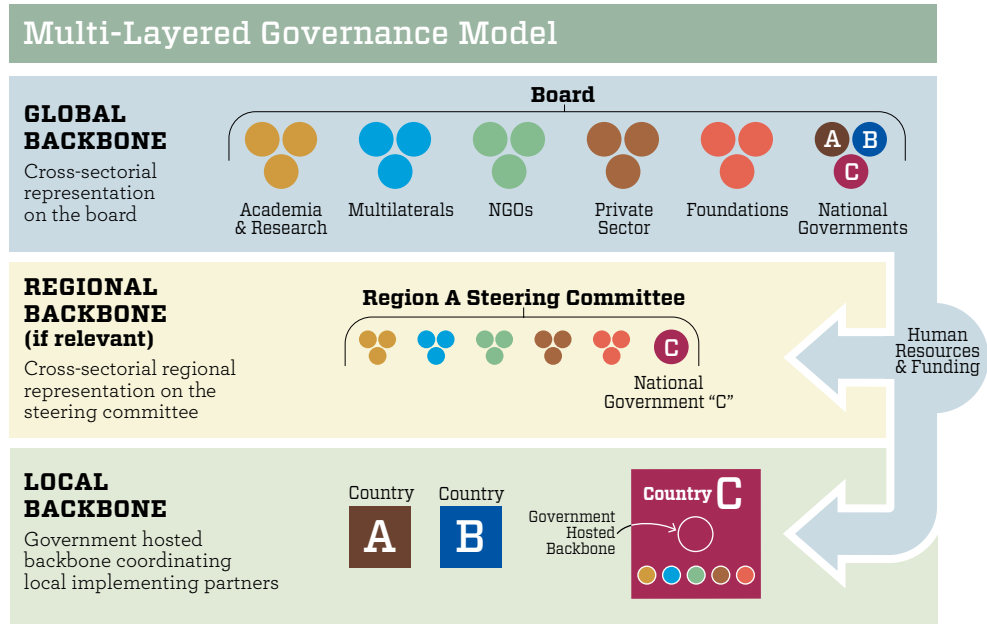 Multi-Layered Governance Model
GLOBAL
BACKBONE
Cross-sectorial
representation
on the board
Board
A B
C
Academia
& Research
Multilaterals
NGOs
Private
Sector
Foundations
National
Governments
REGIONAL
BACKBONE
(if relevant)
Cross-sectorial regional
representation on the
steering committee
Region A Steering Committee
C
National
Government “C”
Human
Resources
& Funding
LOCAL
BACKBONE
Government hosted
backbone coordinating
local implementing partners
Country
A
Country
B
Government
Hosted
Backbone
Country C